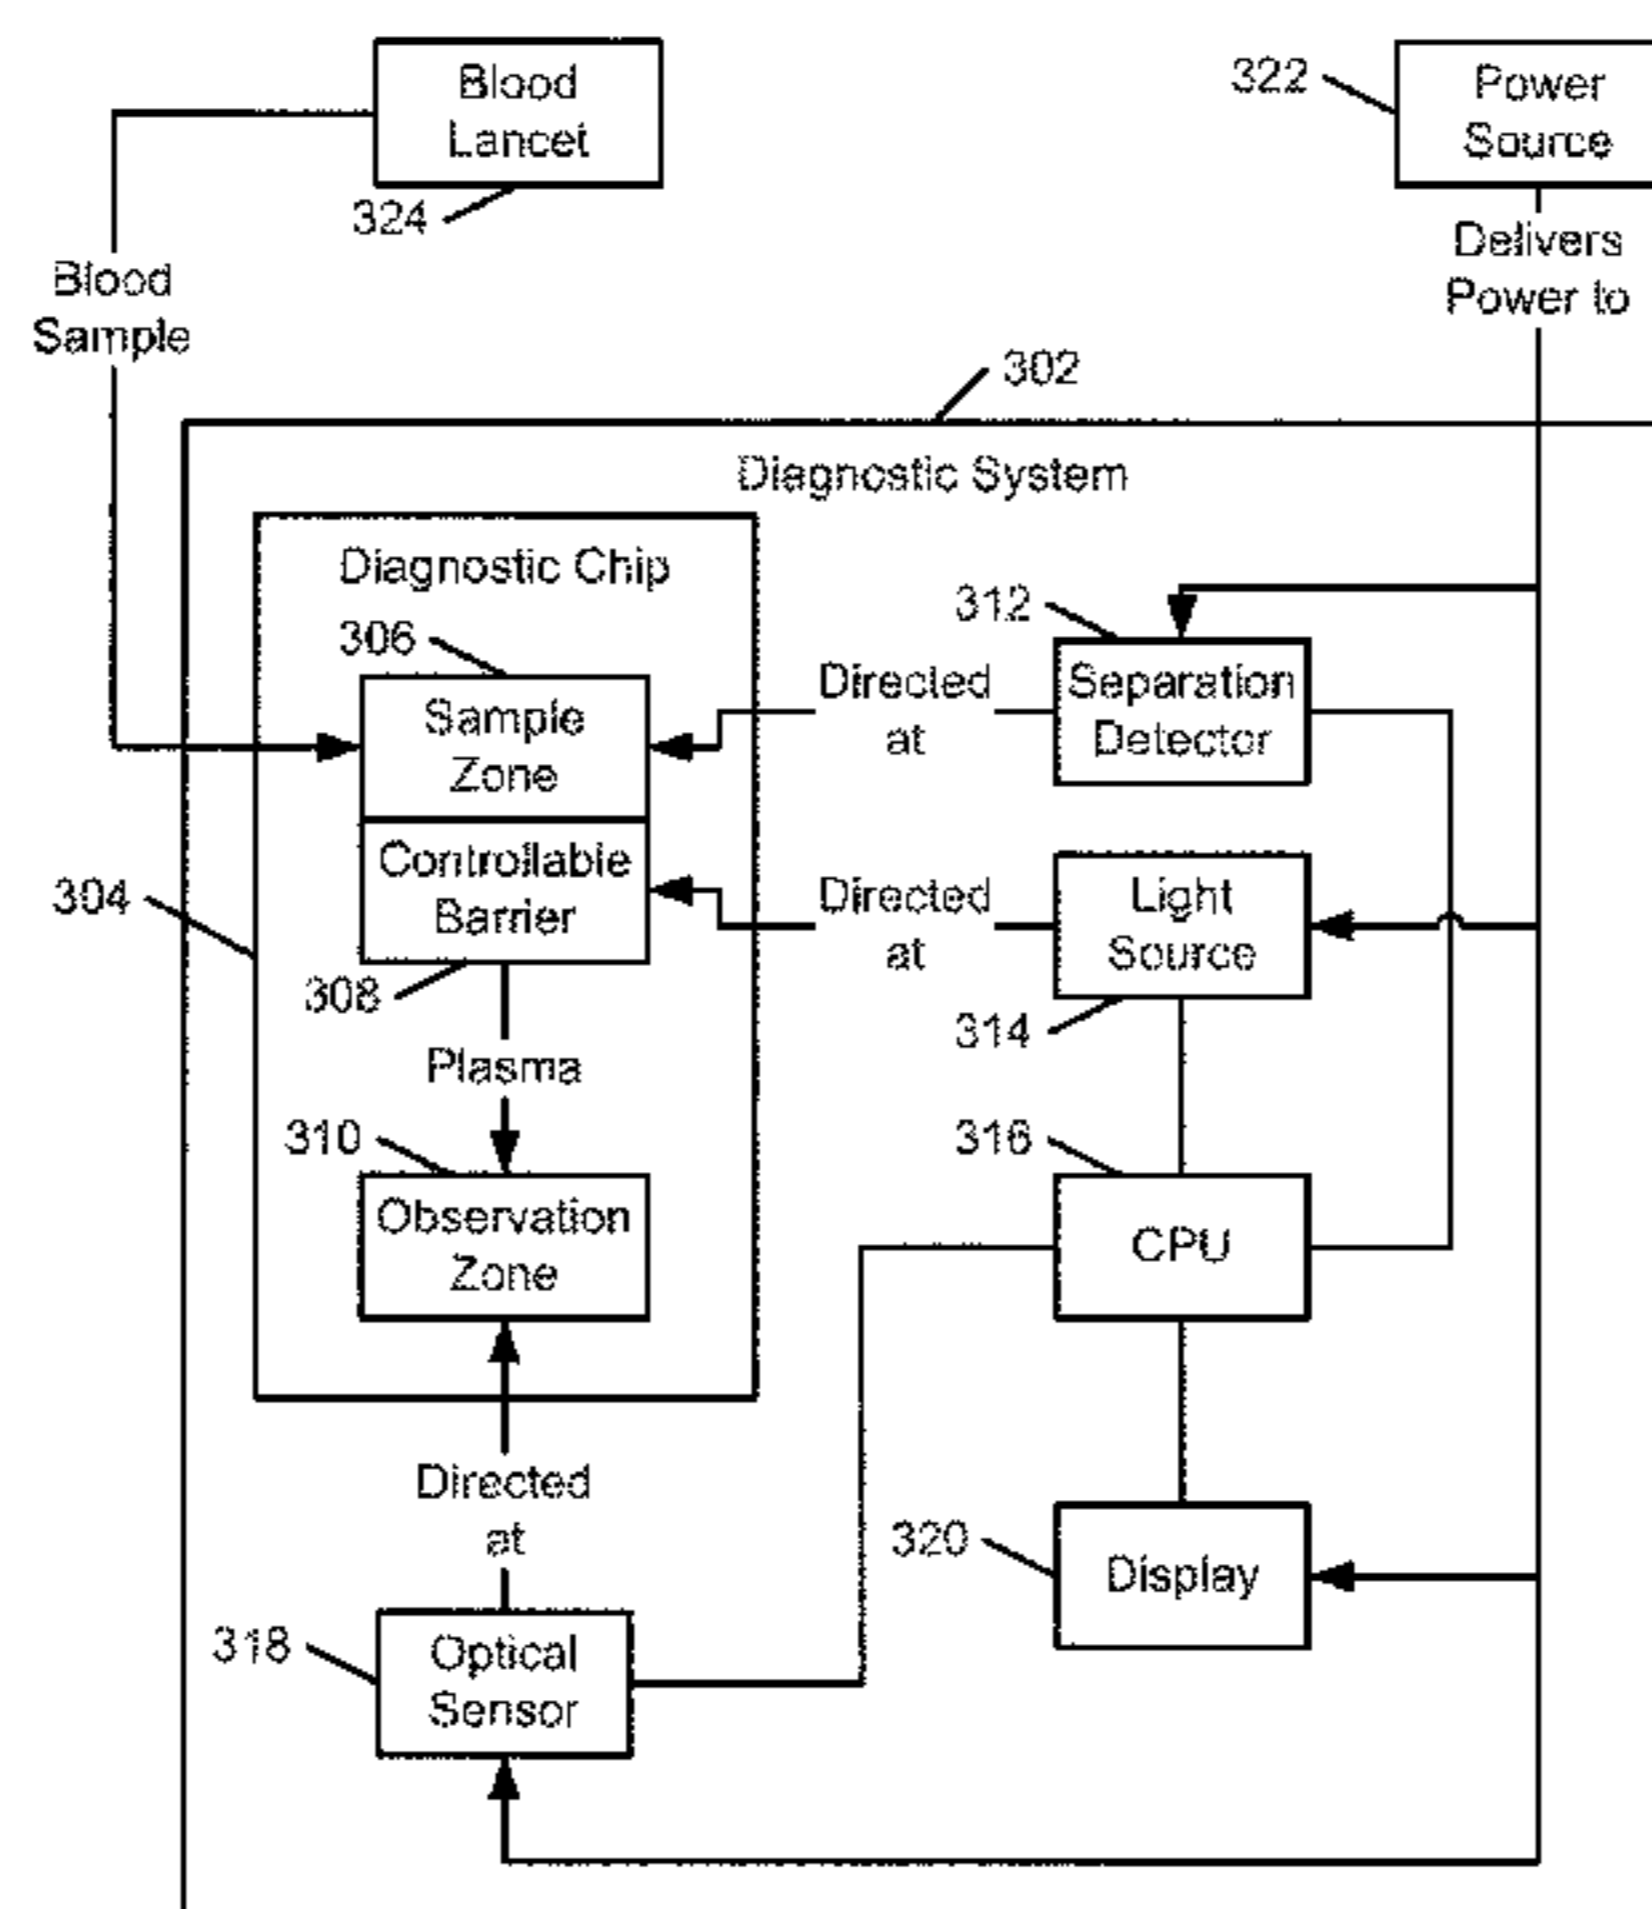 Blood
Lancet
324
322
Power
Source
Delivers
Power to
Blood
Sample
302
Diagnostic System
Diagnostic Chip
306
Sample
Zone
Directed
at
312
Separation
Detector
304
Controllable
Barrier
308
Directed
at
Light
Source
314
Plasma
310
Observation
Zone
316
CPU
Directed
at
318
Optical
Sensor
320
Display